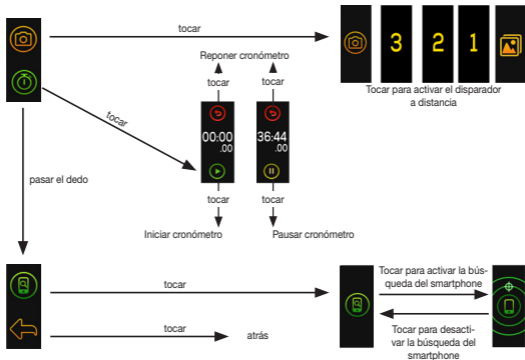 tocar
3 2 1
Tocar para activar el disparador
a distancia
Reponer cronómetro
tocar
tocar
tocar
00:00
.00
36:44
.00
tocar
tocar
Iniciar cronómetro
Pausar cronómetro
pasar el dedo
tocar
tocar
atrás
Tocar para activar la bús-
queda del smartphone
Tocar para desacti-
var la búsqueda del
smartphone